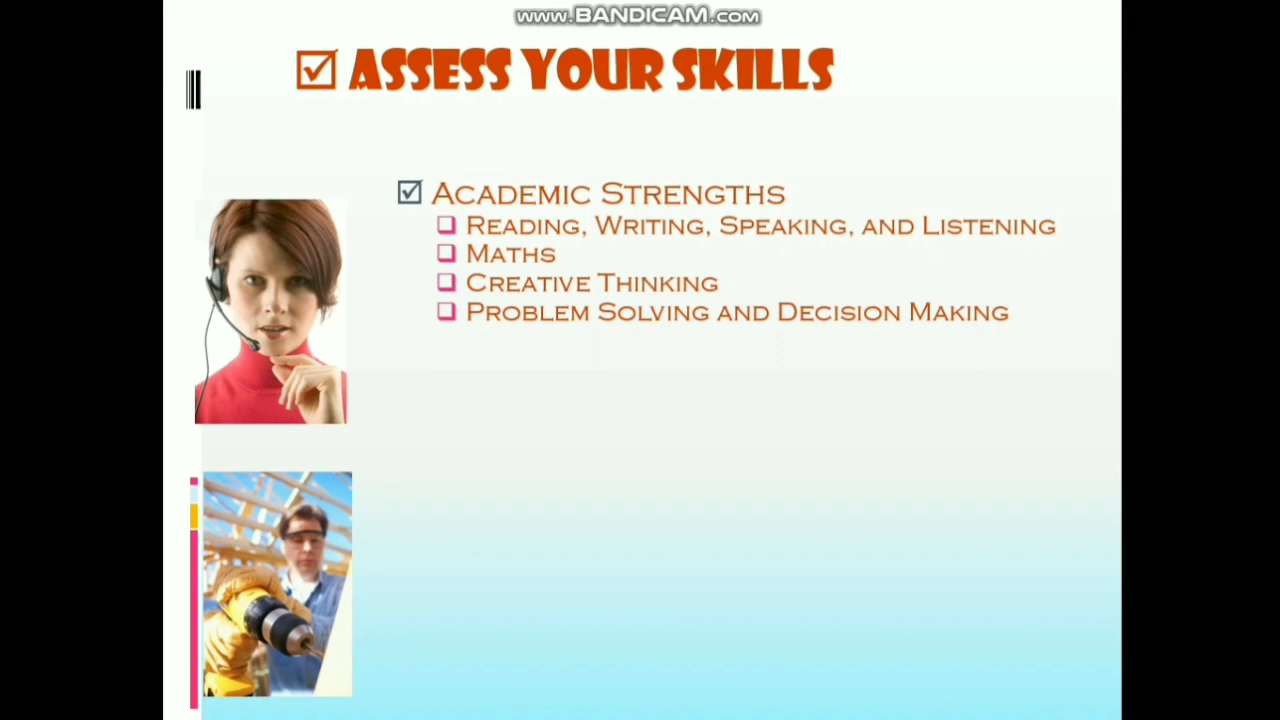 www.BANDICAM.com
ASSESS YOUR SKILLS
ACADEMIC STRENGTHS
READING, WRITING, SPEAKING, AND LISTENING
MATHS
CREATIVE THINKING
PROBLEM SOLVING AND DECISION MAKING